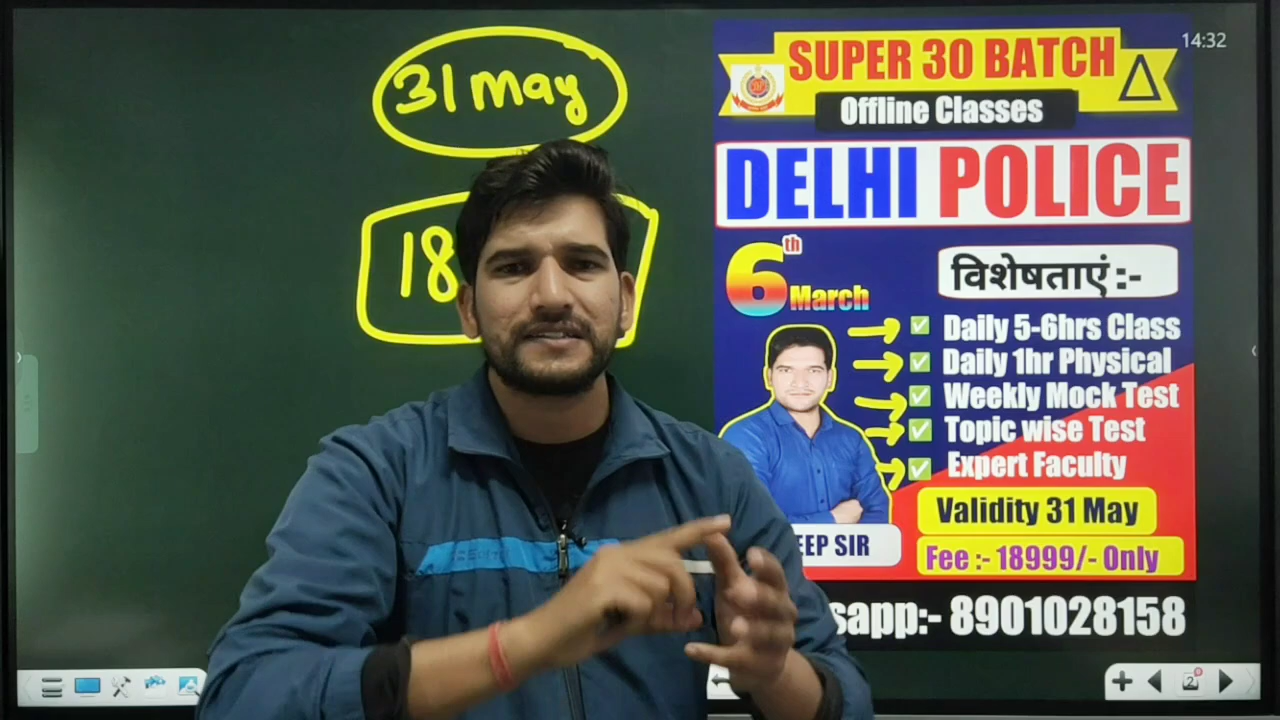 31 may
18
14:32
SUPER 30 BATCH
Offline Classes
DELHI POLICE
6th
March
विशेषताएं :-
Daily 5-6hrs Class
Daily 1hr Physical
Weekly Mock Test
Topic wise Test
Expert Faculty
Validity 31 May
EEP SIR
Fee :- 18999/- Only
sapp:- 8901028158
2